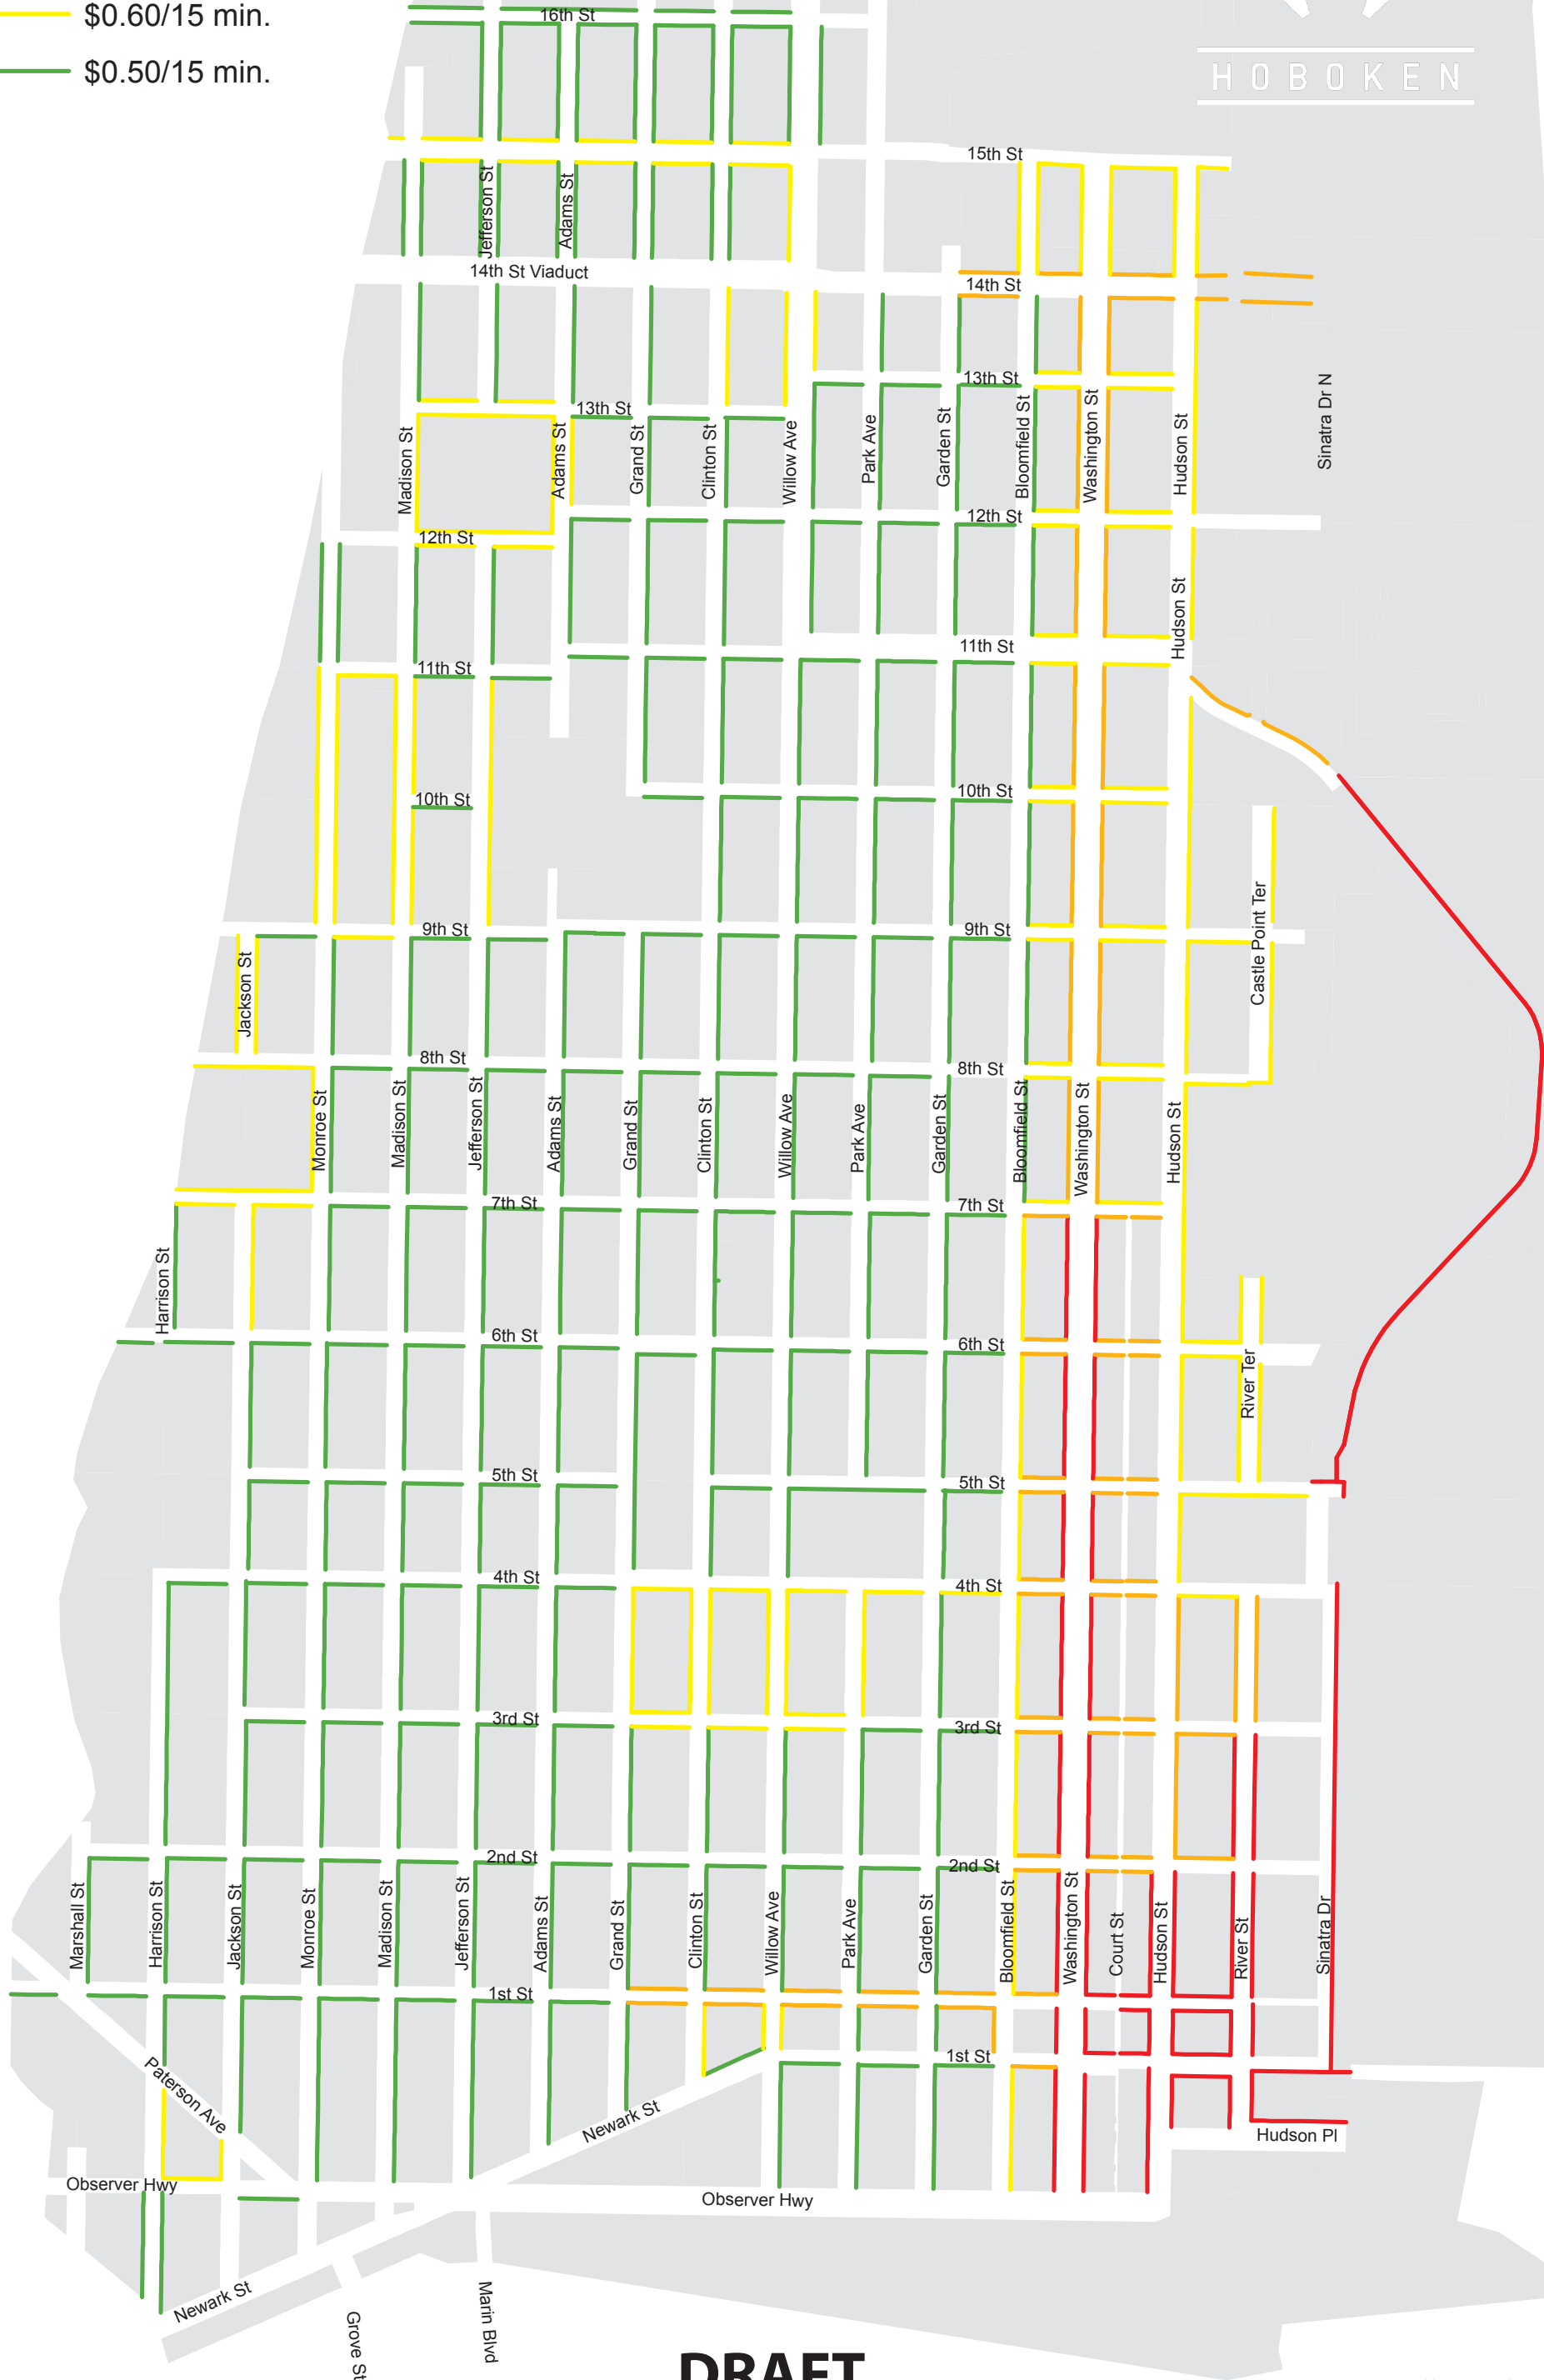 $0.60/15 min.
$0.50/15 min.
HOBOKEN
16th St
15th St
Jefferson St
Adams St
14th St Viaduct
14th St
13th St
13th St
Sinatra Dr N
Madison St
Adams St
Grand St
Clinton St
Willow Ave
Park Ave
Garden St
Bloomfield St
Washington St
Hudson St
12th St
12th St
Hudson St
11th St
11th St
10th St
10th St
9th St
9th St
Castle Point Ter
Jackson St
8th St
8th St
Monroe St
Madison St
Jefferson St
Adams St
Grand St
Clinton St
Willow Ave
Park Ave
Garden St
Bloomfield St
Washington St
Hudson St
7th St
7th St
Harrison St
6th St
6th St
River Ter
5th St
5th St
4th St
4th St
3rd St
3rd St
2nd St
2nd St
Marshall St
Harrison St
Jackson St
Monroe St
Madison St
Jefferson St
Adams St
Grand St
Clinton St
Willow Ave
Park Ave
Garden St
Bloomfield St
Washington St
Court St
Hudson St
River St
Sinatra Dr
1st St
1st St
Paterson Ave
Newark St
Hudson Pl
Observer Hwy
Observer Hwy
Newark St
Grove St
Marin Blvd
DRAFT